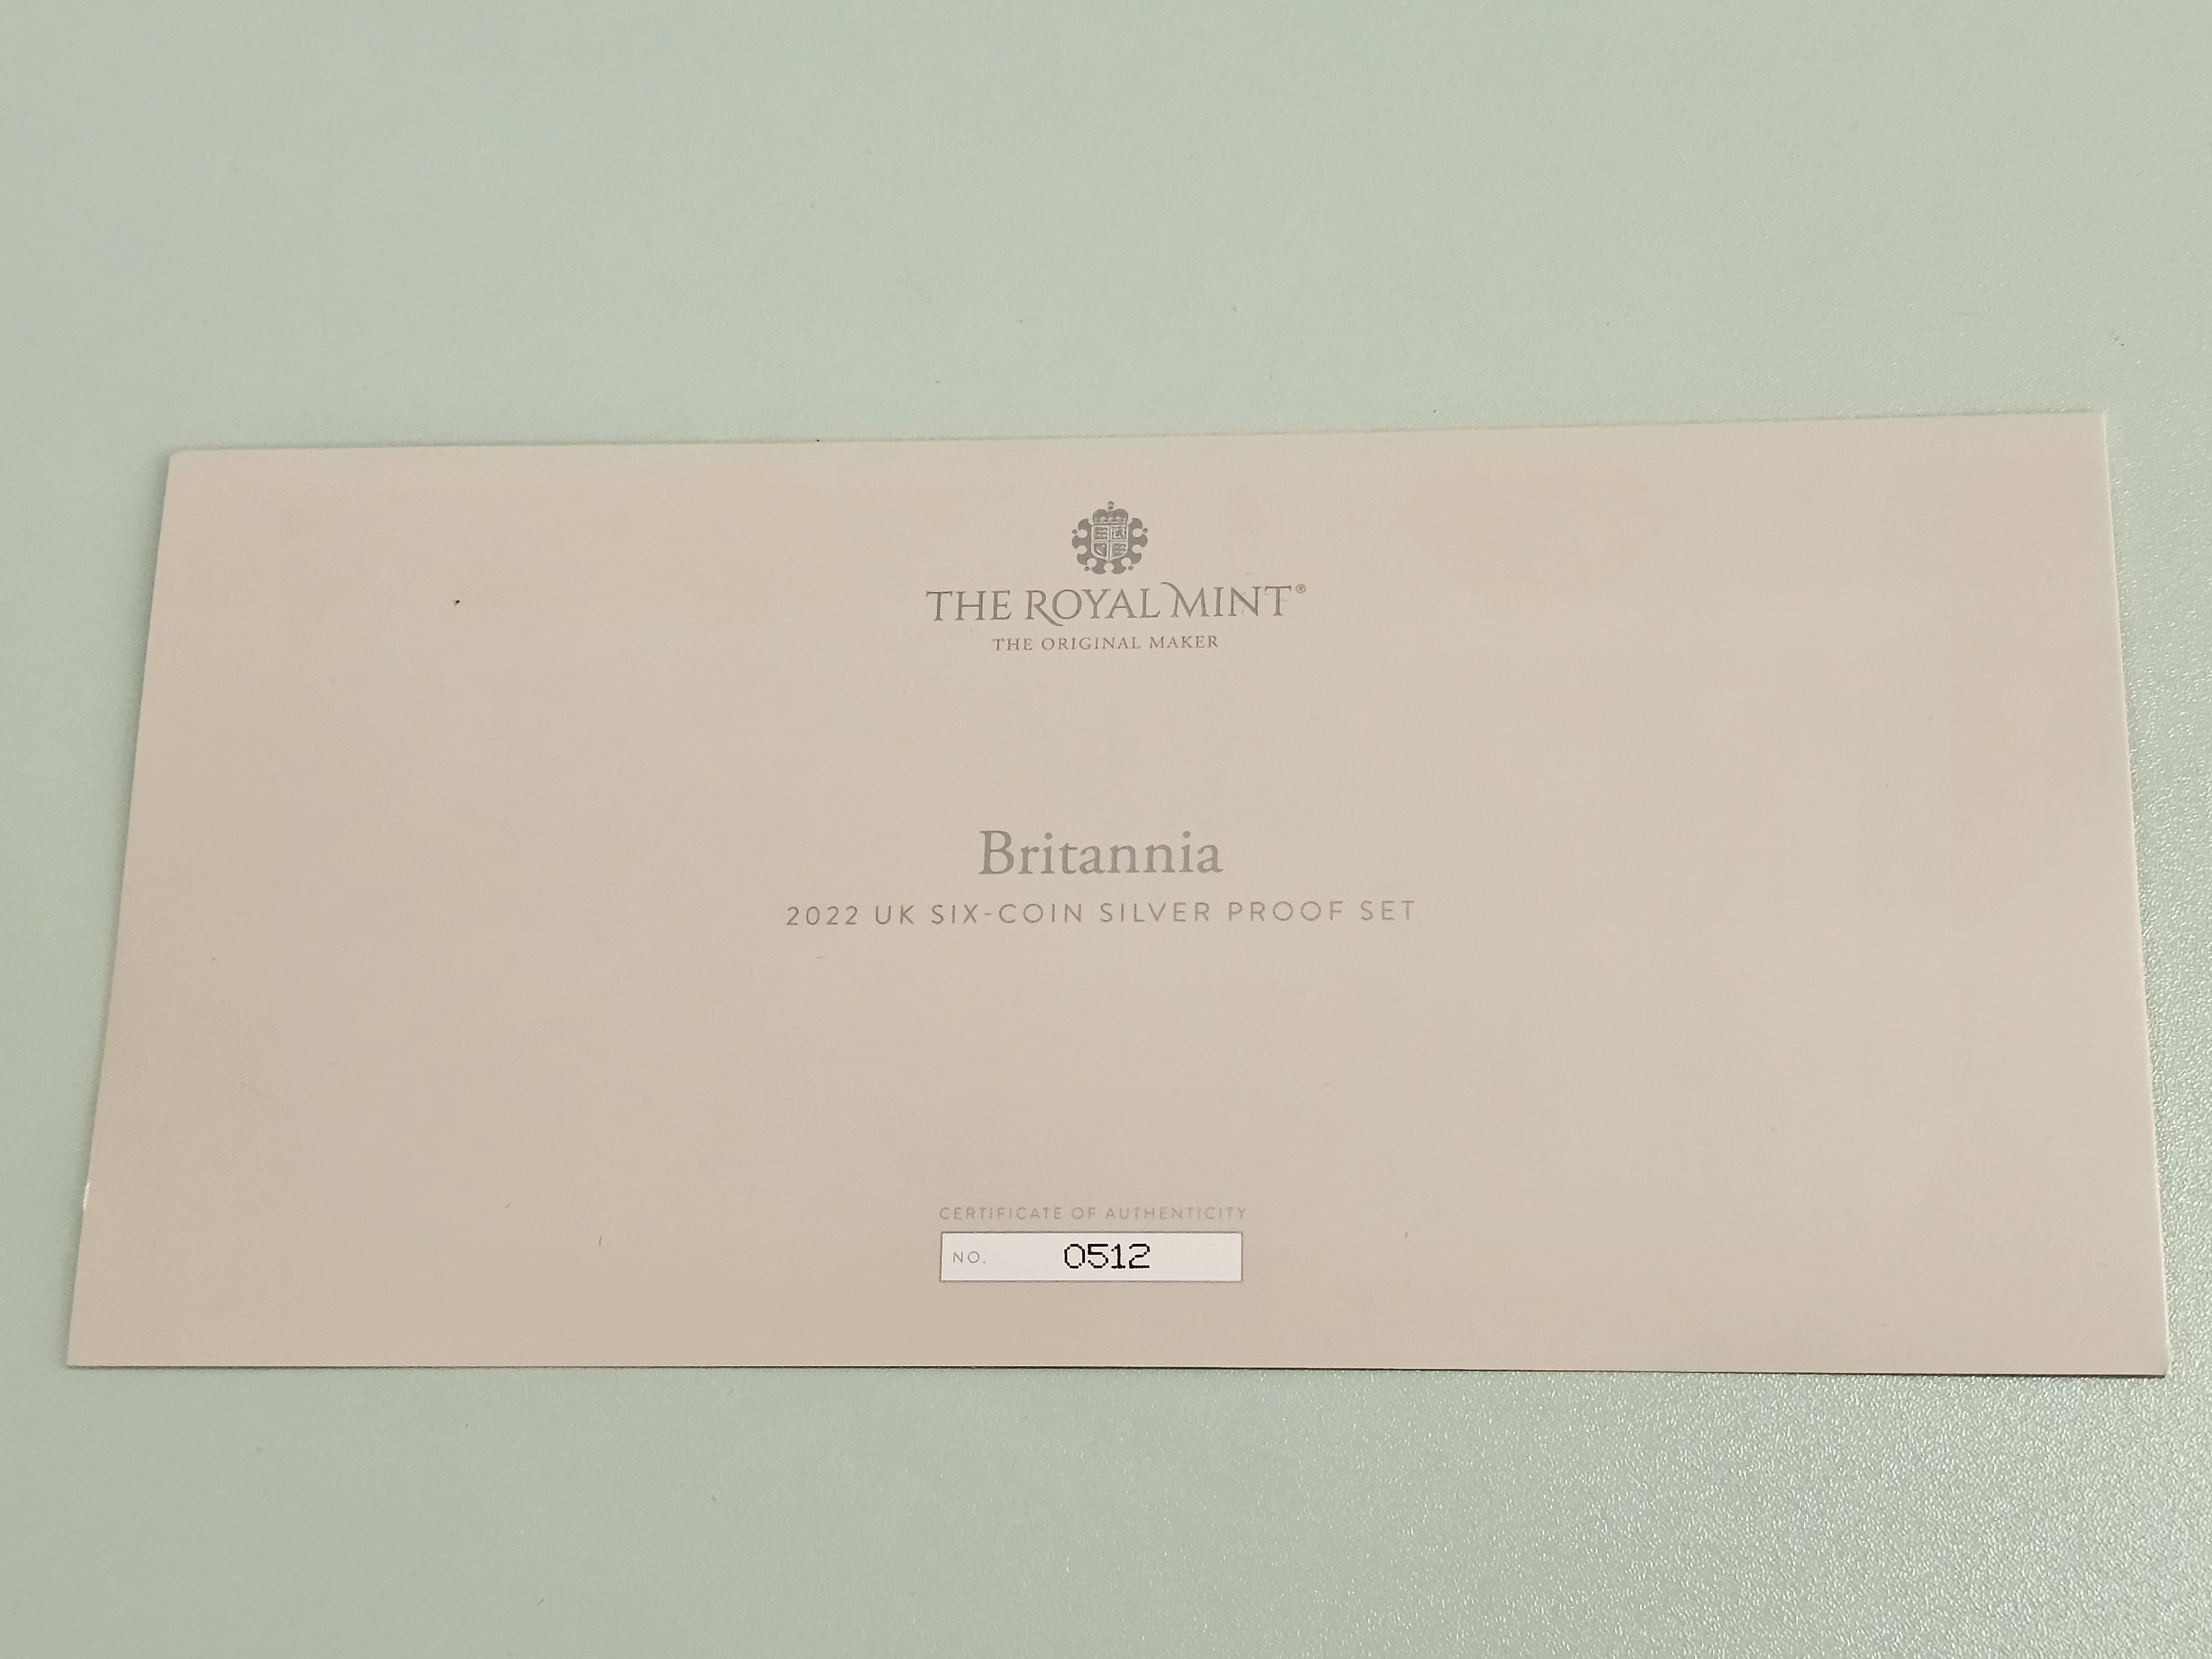 THE ROYAL MINT®
THE ORIGINAL MAKER
Britannia
2022 UK SIX-COIN SILVER PROOF SET
CERTIFICATE OF AUTHENTICITY
NO. 0512